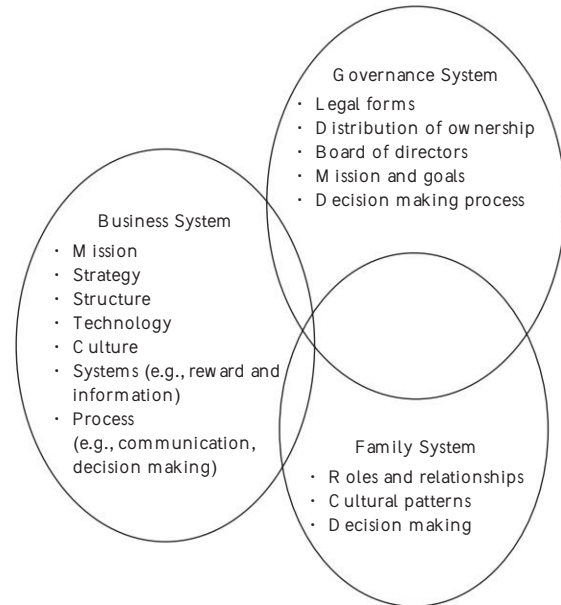 Governance System
・ Legal forms
・ Distribution of ownership
・ Board of directors
・ Mission and goals
・ Decision making process
Business System
・ Mission
・ Strategy
・ Structure
・ Technology
・ Culture
・ Systems (e.g., reward and
information)
・ Process
(e.g., communication,
decision making)
Family System
・ Roles and relationships
・ Cultural patterns
・ Decision making